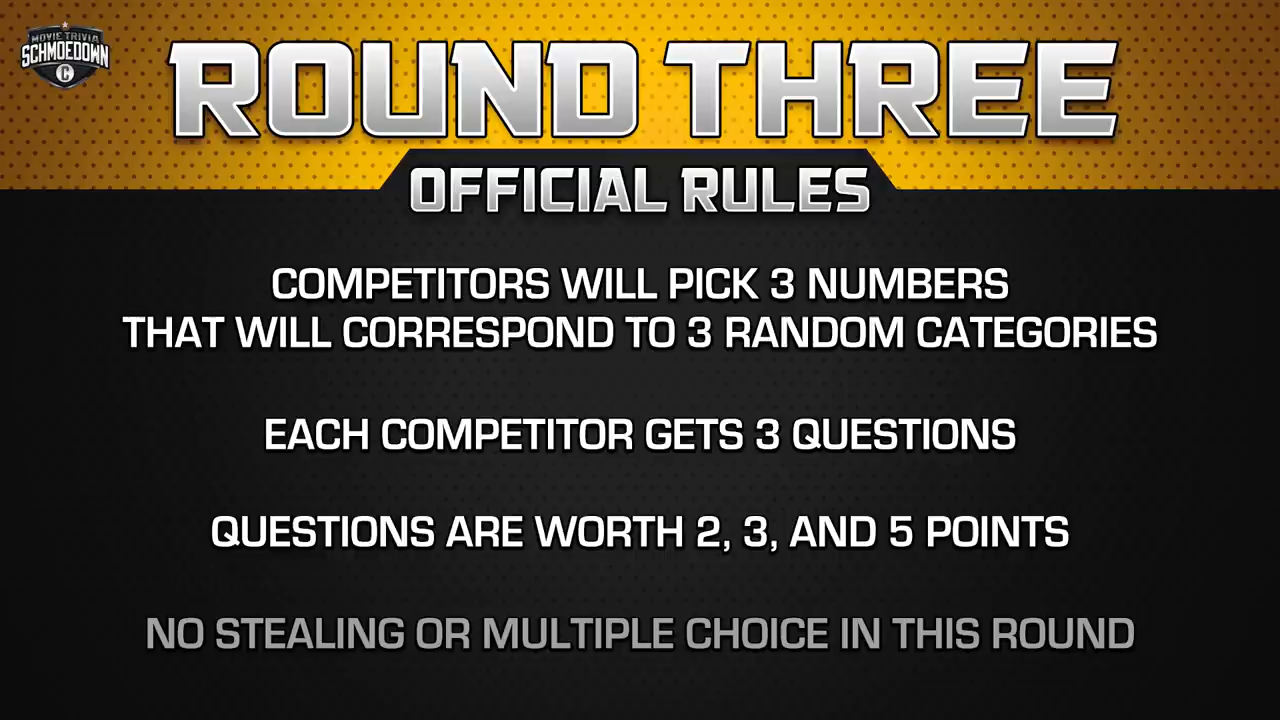 MOVIE TRIVIA
SCHMOEDOWN
C
ROUND THREE
OFFICIAL RULES
COMPETITORS WILL PICK 3 NUMBERS
THAT WILL CORRESPOND TO 3 RANDOM CATEGORIES
EACH COMPETITOR GETS 3 QUESTIONS
QUESTIONS ARE WORTH 2, 3, AND 5 POINTS
NO STEALING OR MULTIPLE CHOICE IN THIS ROUND